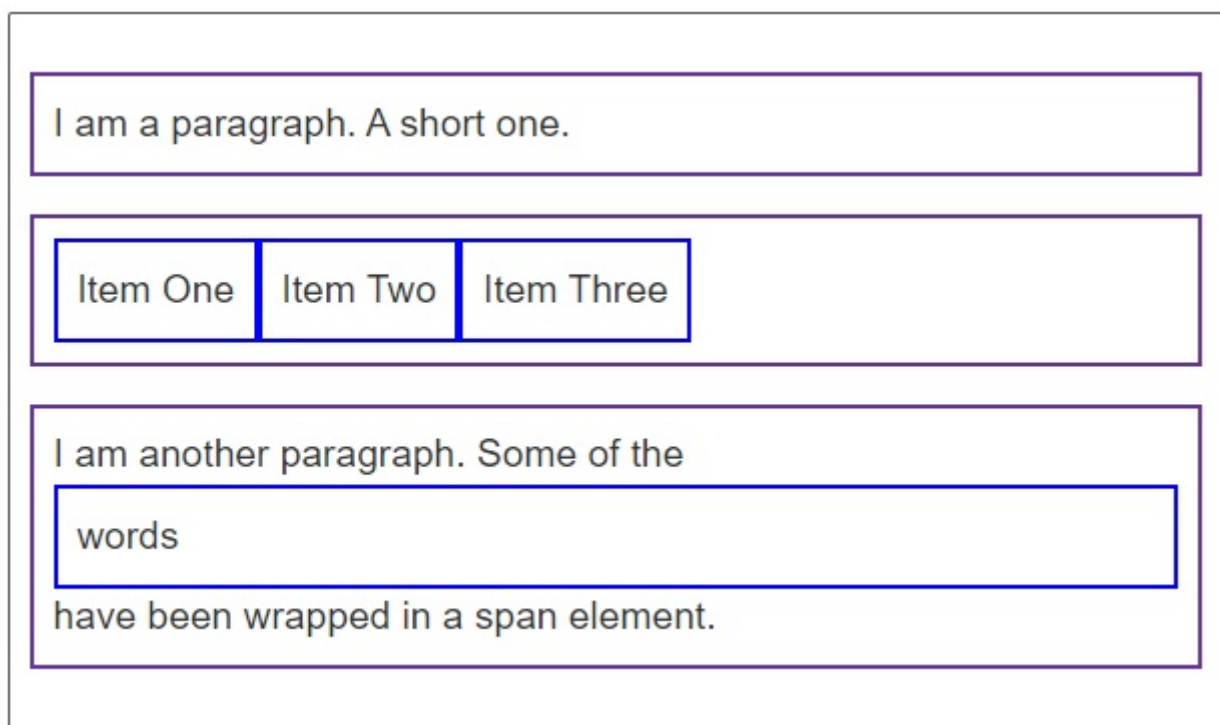 I am a paragraph. A short one.
Item One Item Two Item Three
I am another paragraph. Some of the
words
have been wrapped in a span element.